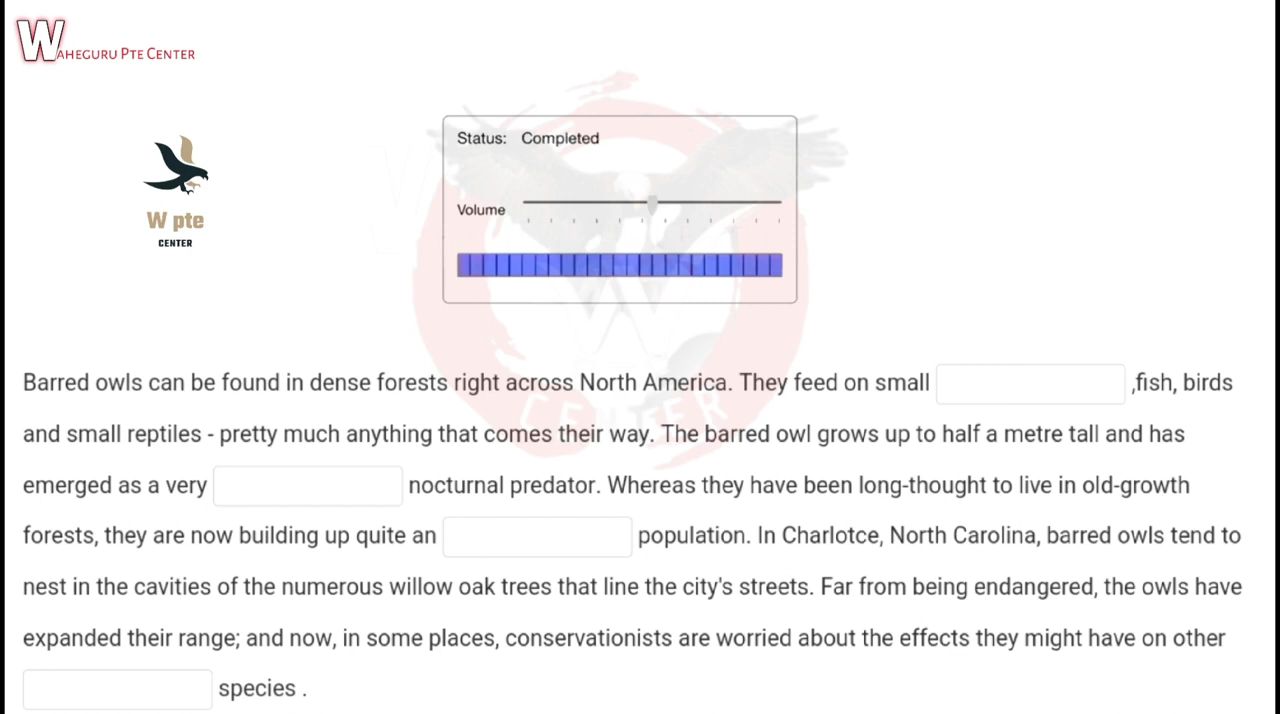 WAHEGURU PTE CENTER
W pte
CENTER
Status: Completed
Volume
CENTER
Barred owls can be found in dense forests right across North America. They feed on small ,fish, birds
and small reptiles - pretty much anything that comes their way. The barred owl grows up to half a metre tall and has
emerged as a very nocturnal predator. Whereas they have been long-thought to live in old-growth
forests, they are now building up quite an population. In Charlotce, North Carolina, barred owls tend to
nest in the cavities of the numerous willow oak trees that line the city's streets. Far from being endangered, the owls have
expanded their range; and now, in some places, conservationists are worried about the effects they might have on other
species .